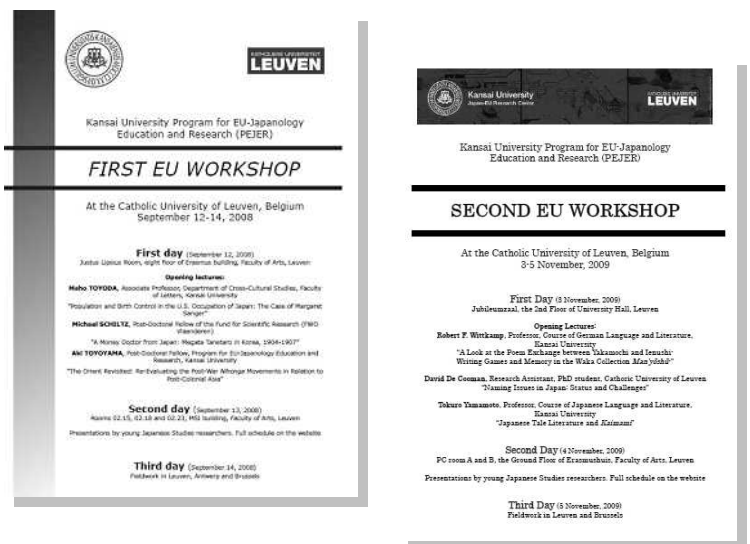 KATHOLIEKE UNIVERSITEIT
LEUVEN
Kansai University Program for EU-Japanology
Education and Research (PEJER)
FIRST EU WORKSHOP
At the Catholic University of Leuven, Belgium
September 12-14, 2008
First day (September 12, 2008)
Justus Lipsius Room, eight floor of Erasmus building, Faculty of Arts, Leuven
Opening lectures:
Maho TOYODA, Associate Professor, Department of Cross-Cultural Studies, Faculty
of Letters, Kansai University
"Population and Birth Control in the U.S. Occupation of Japan: The Case of Margaret
Sanger"
Michael SCHILTZ, Post-Doctoral Fellow of the Fund for Scientific Research (FWO
Vlaanderen)
"A Money Doctor from Japan: Megata Tanetaro in Korea, 1904-1907"
Aki TOYOYAMA, Post-Doctoral Fellow, Program for EU-Japanology Education and
Research, Kansai University
"The Orient Revisited: Re-Evaluating the Post-War Nihonga Movements in Relation to
Post-Colonial Asia"
Second day (September 13, 2008)
Rooms 02.15, 02.18 and 02.23, MSI building, Faculty of Arts, Leuven
Presentations by young Japanese Studies researchers. Full schedule on the website
Third day (September 14, 2008)
Fieldwork in Leuven, Antwerp and Brussels
Kansai University
Japan-EU Research Center
KATHOLIEKE UNIVERSITEIT
LEUVEN
Kansai University Program for EU-Japanology
Education and Research (PEJER)
SECOND EU WORKSHOP
At the Catholic University of Leuven, Belgium
3-5 November, 2009
First Day (3 November, 2009)
Jubileumzaal, the 2nd Floor of University Hall, Leuven
Opening Lectures:
Robert F. Wittkamp, Professor, Course of German Language and Literature,
Kansai University
"A Look at the Poem Exchange between Yakamochi and Ikenushi-
Writing Games and Memory in the Waka Collection Man'yôshû"
David De Cooman, Research Assistant, PhD student, Catholic University of Leuven
"Naming Issues in Japan: Status and Challenges"
Tokuro Yamamoto, Professor, Course of Japanese Language and Literature,
Kansai University
"Japanese Tale Literature and Kaimami"
Second Day (4 November, 2009)
PC room A and B, the Ground Floor of Erasmushuis, Faculty of Arts, Leuven
Presentations by young Japanese Studies researchers. Full schedule on the website
Third Day (5 November, 2009)
Fieldwork in Leuven and Brussels